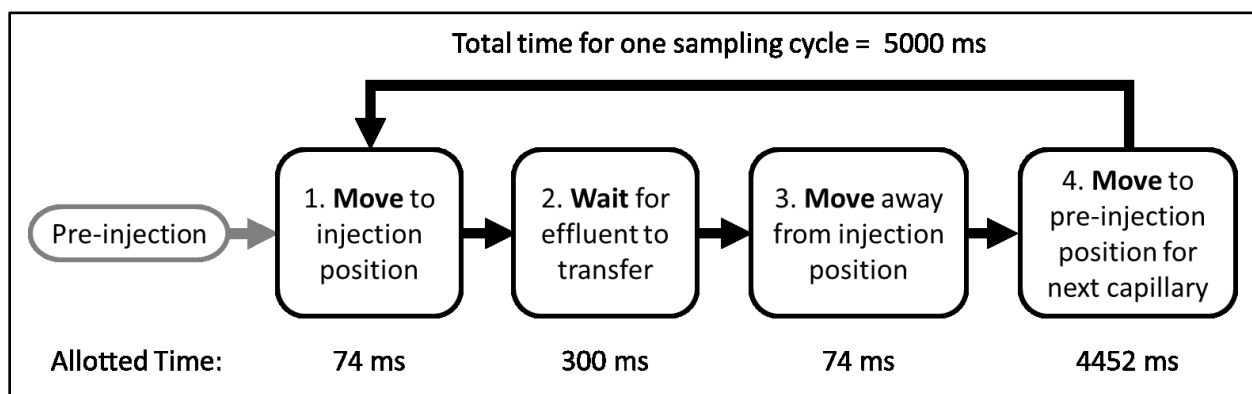 Total time for one sampling cycle = 5000 ms
Pre-injection
1. Move to
injection
position
2. Wait for
effluent to
transfer
3. Move away
from injection
position
4. Move to
pre-injection
position for
next capillary
Allotted Time:
74 ms
300 ms
74 ms
4452 ms